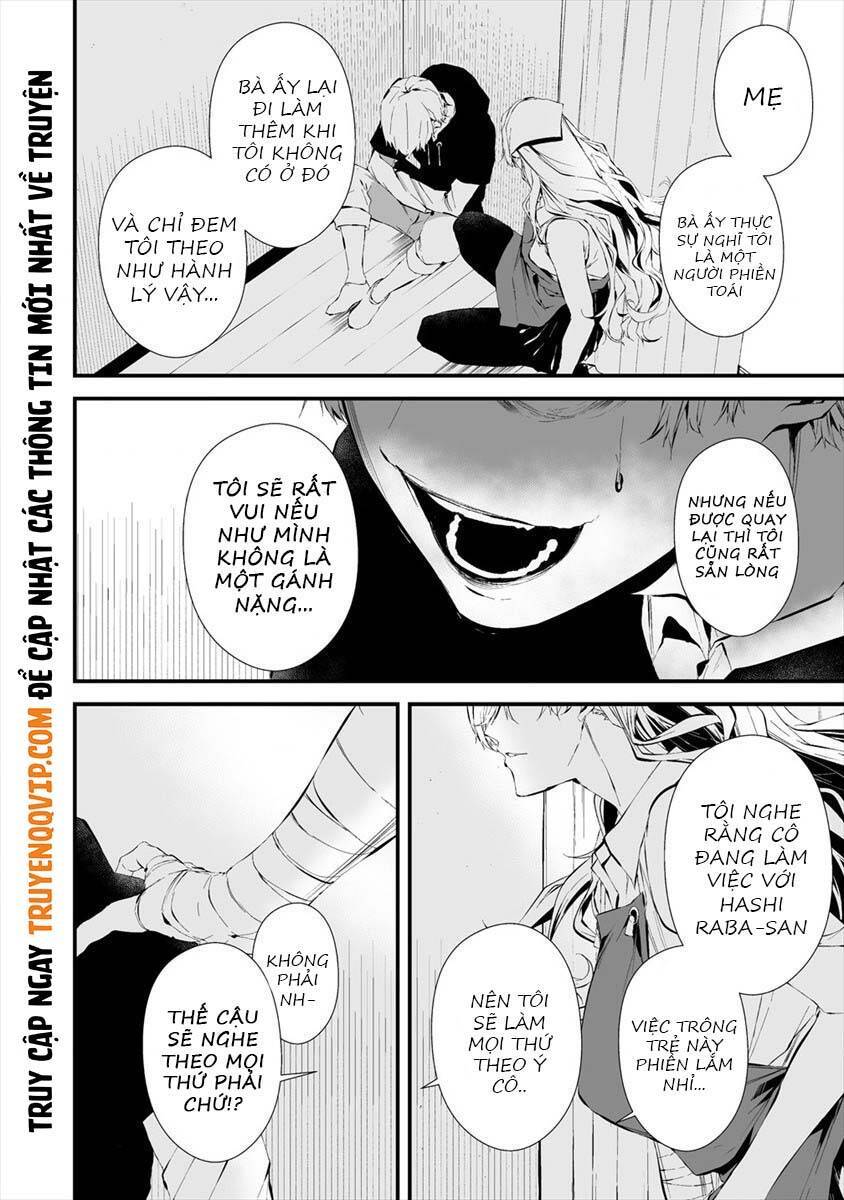 TRUY CẬP NGAY TRUYENQQVIP.COM ĐỂ CẬP NHẬT CÁC THÔNG TIN MỚI NHẤT VỀ TRUYỆN
MẸ
BÀ ẤY THỰC
SỰ NGHĨ TÔI
LÀ MỘT
NGƯỜI PHIỀN
TOÁI
BÀ ẤY LẠI
ĐI LÀM
THÊM KHI
TÔI KHÔNG
CÓ Ở ĐÓ
VÀ CHỈ ĐEM
TÔI THEO
NHƯ HÀNH
LÝ VẬY...
NHƯNG NẾU
ĐƯỢC QUAY
LẠI THÌ TÔI
CŨNG RẤT
SẴN LÒNG
TÔI SẼ RẤT
VUI NẾU
NHƯ MÌNH
KHÔNG LÀ
MỘT GÁNH
NẶNG...
TÔI NGHE
RẰNG CÔ
ĐANG LÀM
VIỆC VỚI
HASHI
RABA-SAN
VIỆC TRÔNG
TRẺ NÀY
PHIỀN LẮM
NHỈ...
NÊN TÔI
SẼ LÀM
MỌI THỨ
THEO Ý
CÔ..
KHÔNG
PHẢI
NH-
THẾ CẬU
SẼ NGHE
THEO MỌI
THỨ PHẢI
CHỨ!?